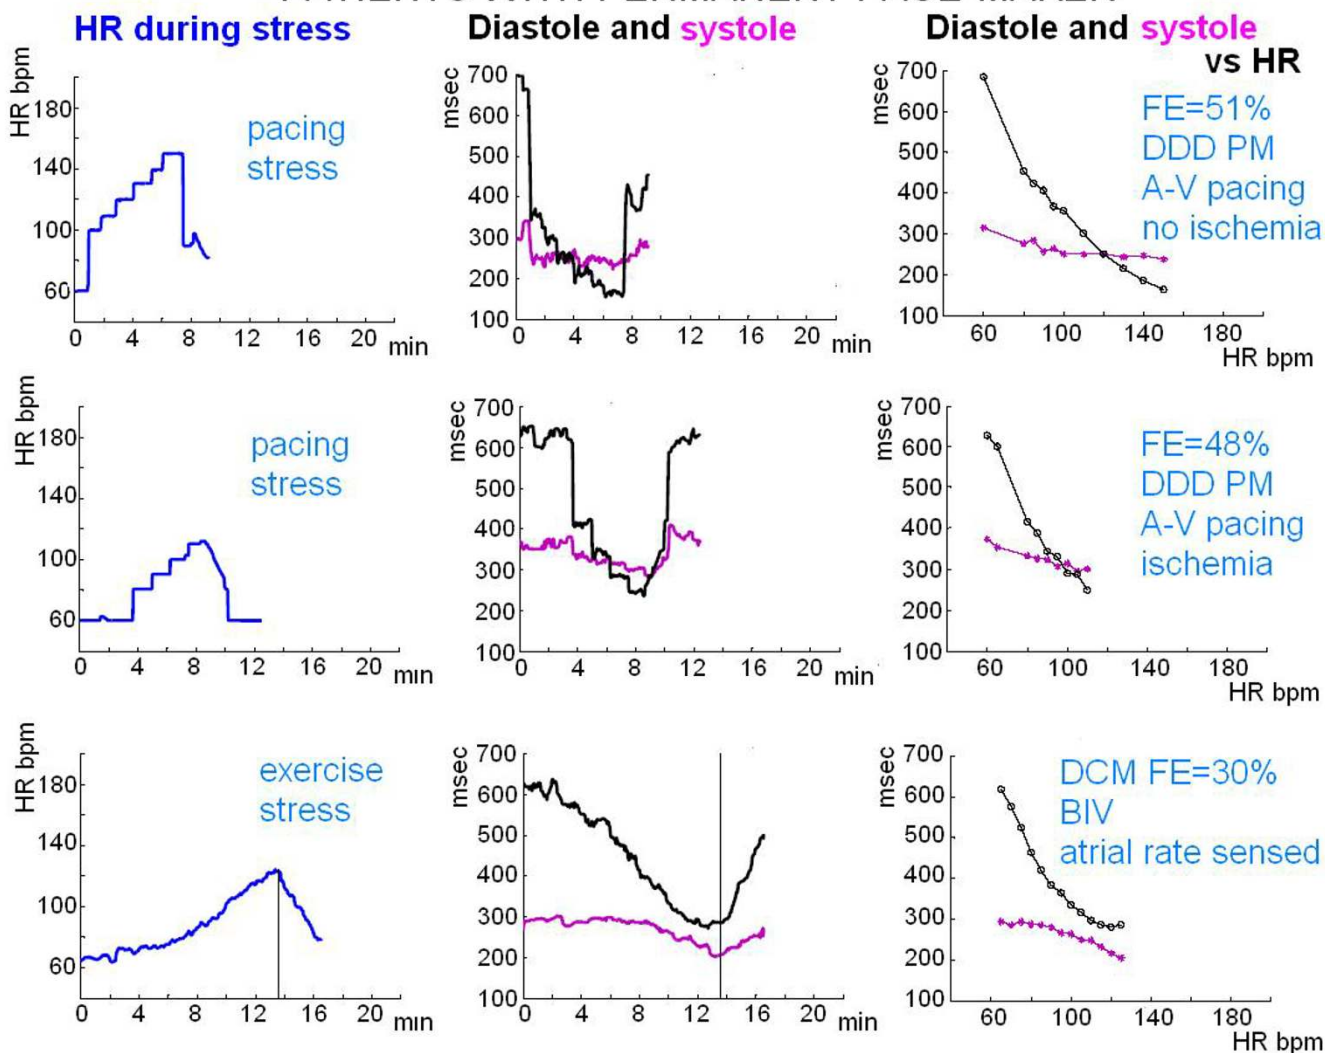 HR during stress
Diastole and systole
Diastole and systole
vs HR
HR bpm
180
140
100
60
0 4 8 12 16 20 min
pacing
stress
msec
700
600
500
400
300
200
100
0 4 8 12 16 20 min
msec
700
600
500
400
300
200
100
60 100 140 180
HR bpm
FE=51%
DDD PM
A-V pacing
no ischemia
HR bpm
180
140
100
60
0 4 8 12 16 20 min
pacing
stress
msec
700
600
500
400
300
200
100
0 4 8 12 16 20 min
msec
700
600
500
400
300
200
100
60 100 140 180
HR bpm
FE=48%
DDD PM
A-V pacing
ischemia
HR bpm
180
140
100
60
0 4 8 12 16 20 min
exercise
stress
msec
700
600
500
400
300
200
100
0 4 8 12 16 20 min
msec
700
600
500
400
300
200
100
60 100 140 180
HR bpm
DCM FE=30%
BIV
atrial rate sensed